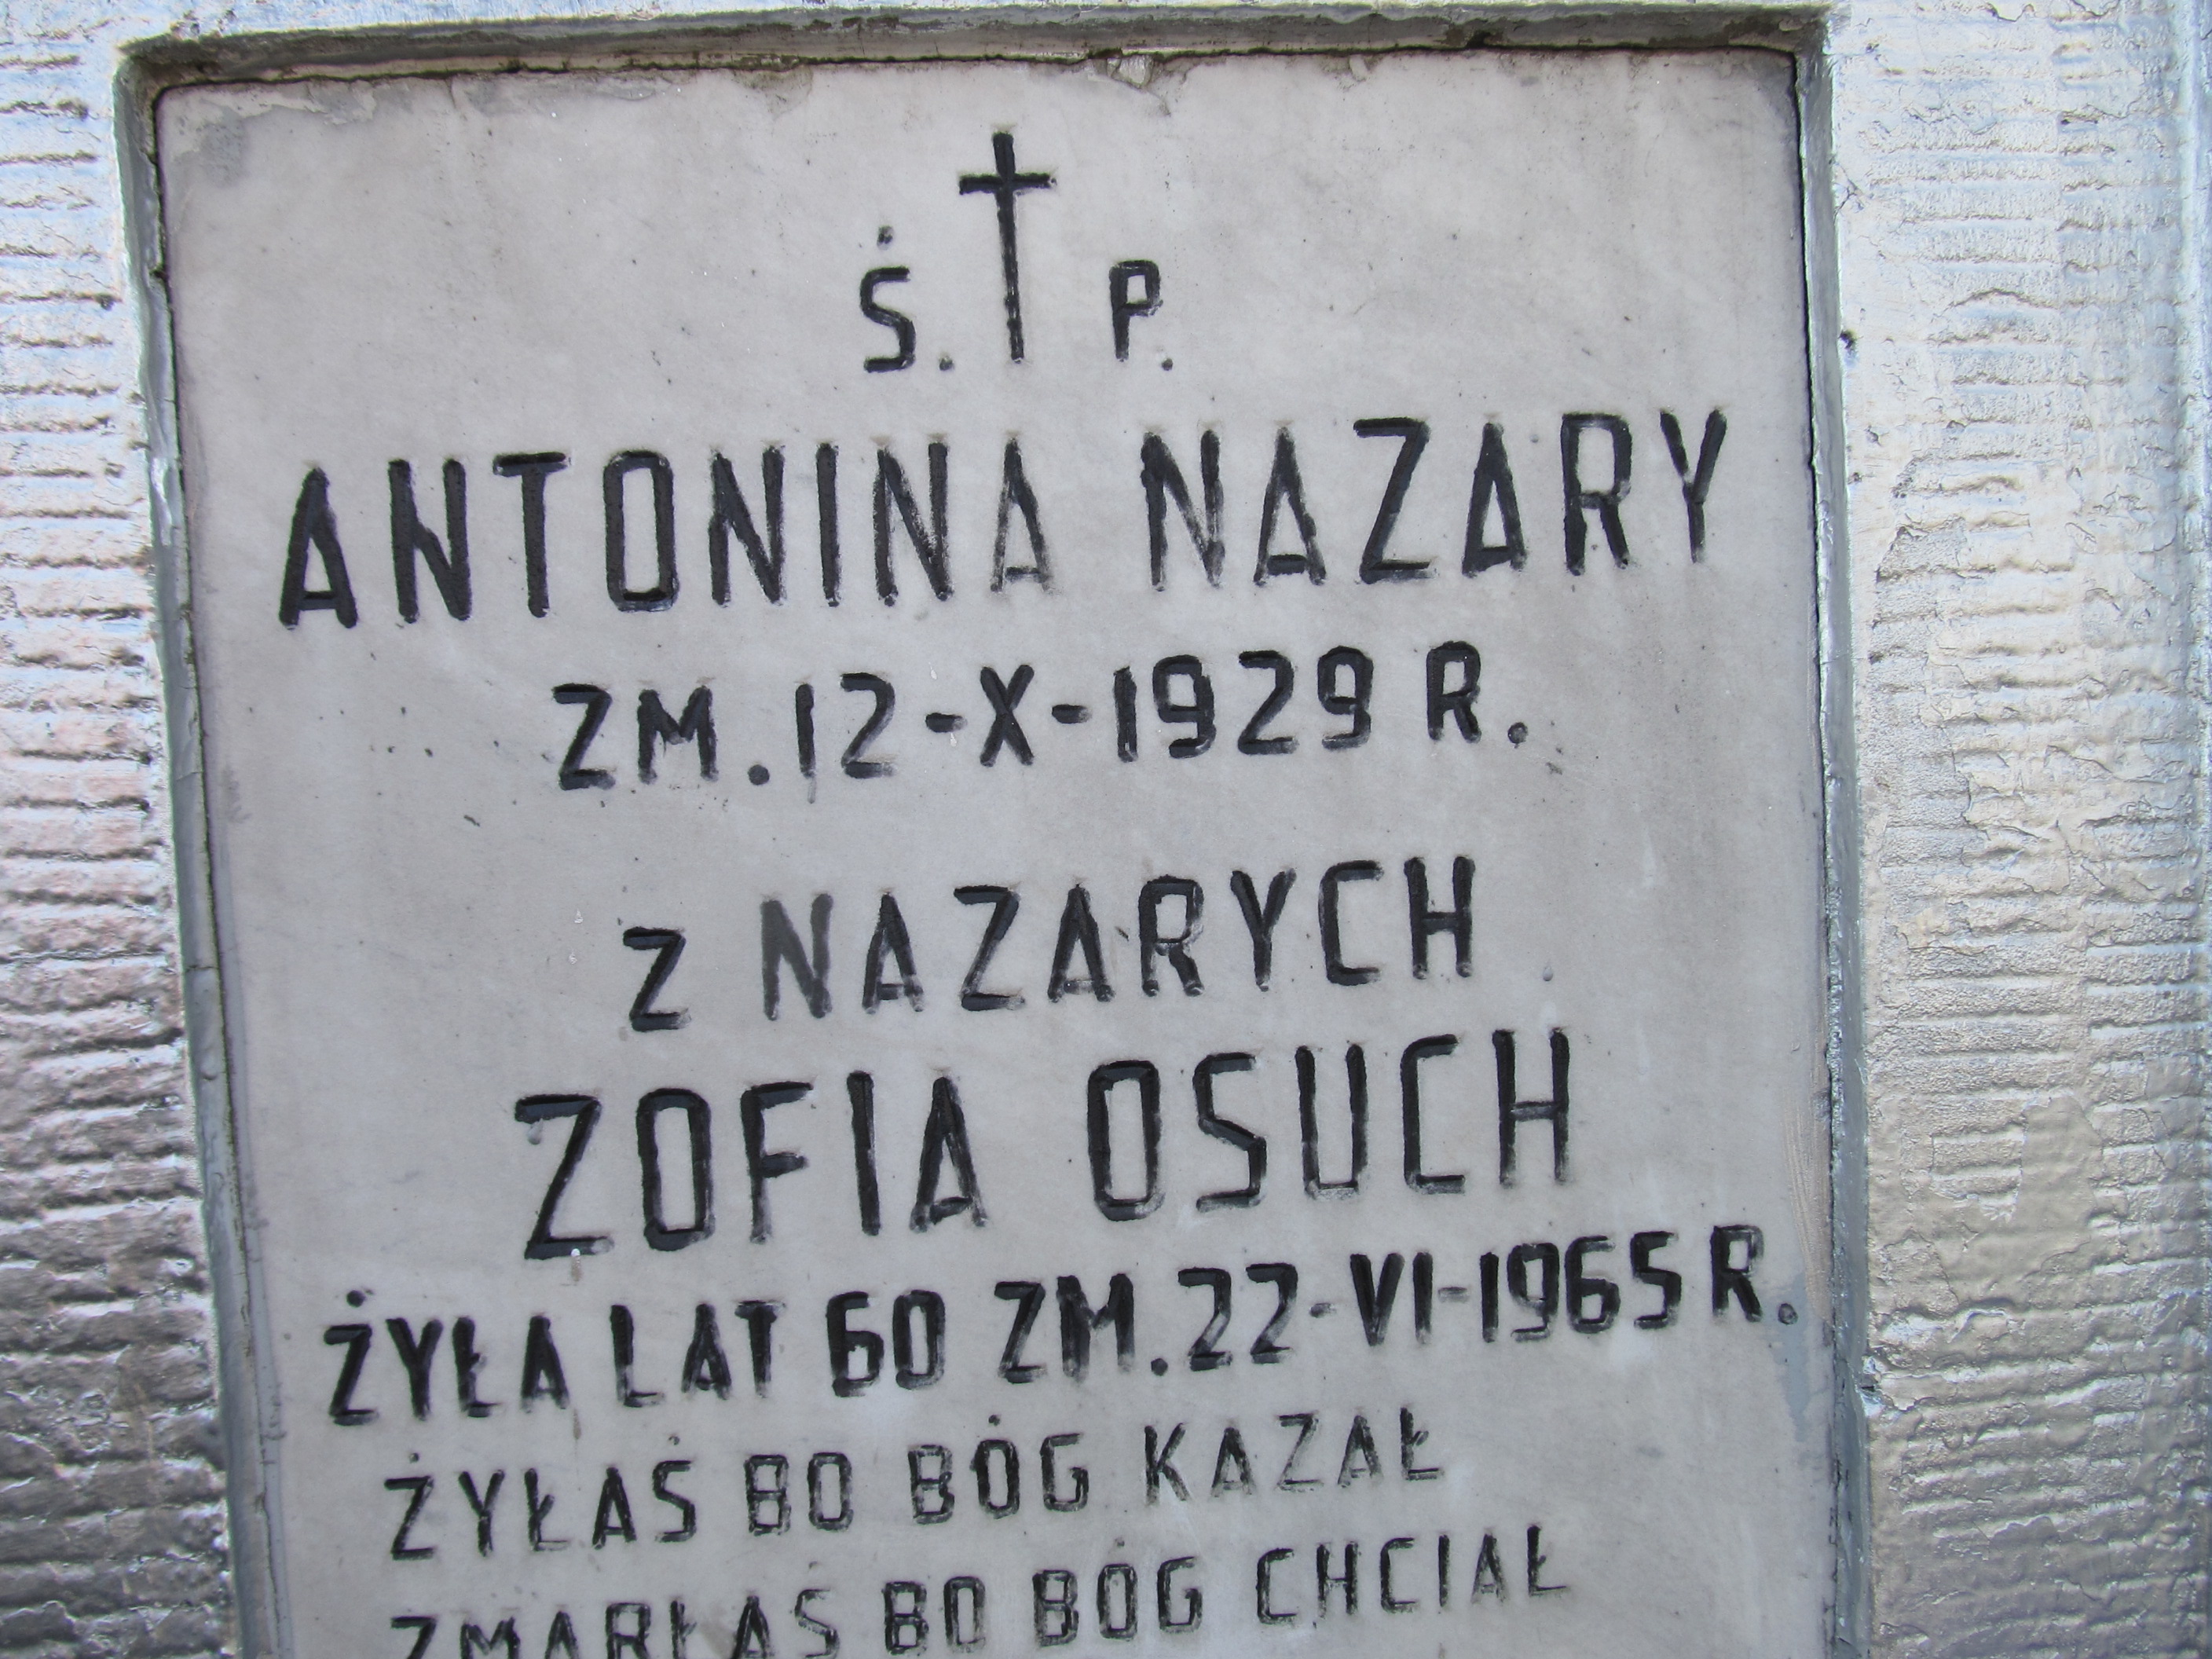 Ś. P.
ANTONINA NAZARY
ZM. 12-X-1929 R.
Z NAZARYCH
ZOFIA OSUCH
ŻYŁA LAT 60 ZM. 22-VI-1965 R.
ŻYŁAŚ BO BÓG KAZAŁ
ZMARŁAŚ BO BÓG CHCIAŁ